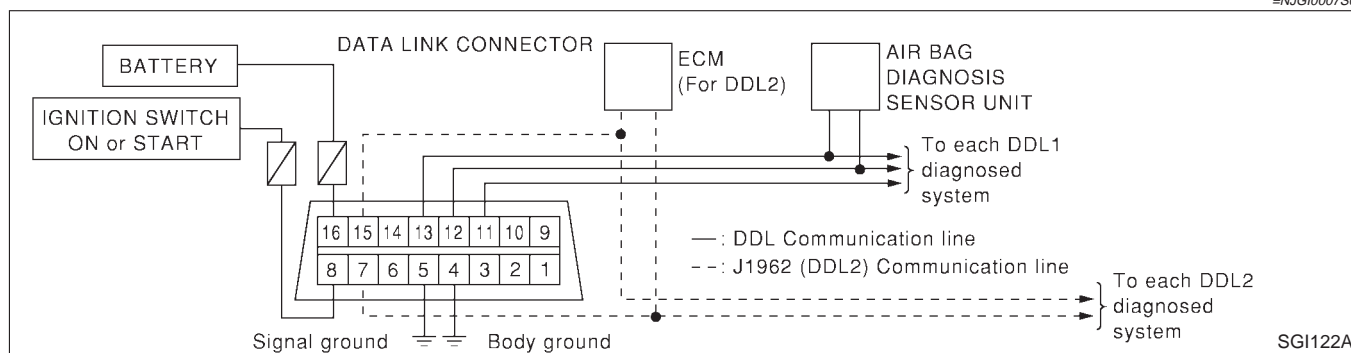 DATA LINK CONNECTOR
BATTERY
IGNITION SWITCH
ON or START
ECM
(For DDL2)
AIR BAG
DIAGNOSIS
SENSOR UNIT
To each DDL1
diagnosed
system
16 15 14 13 12 11 10 9
8 7 6 5 4 3 2 1
— : DDL Communication line
-- : J1962 (DDL2) Communication line
To each DDL2
diagnosed
system
Signal ground
Body ground
SGI122A